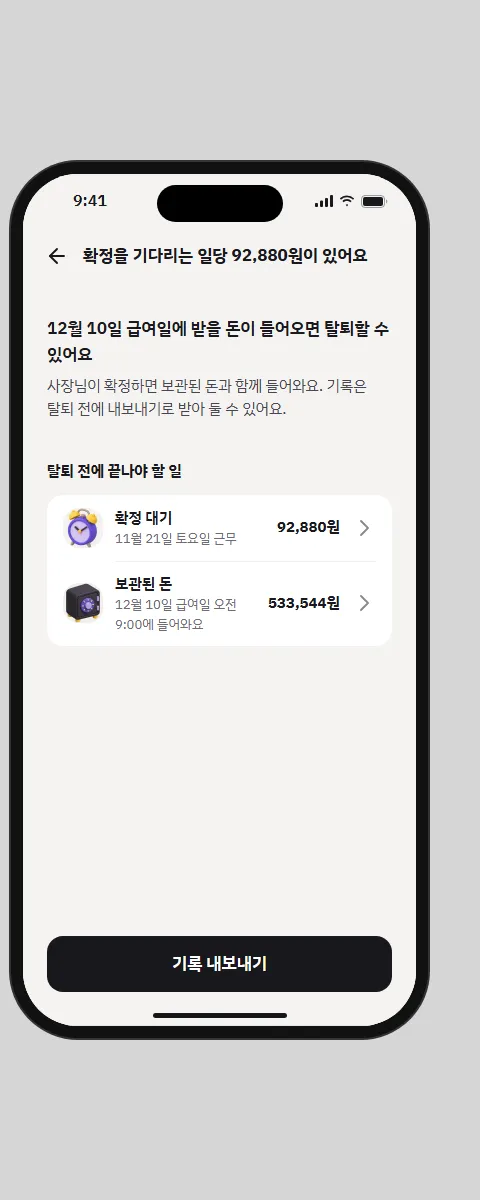 9:41
확정을 기다리는 일당 92,880원이 있어요
12월 10일 급여일에 받을 돈이 들어오면 탈퇴할 수
있어요
사장님이 확정하면 보관된 돈과 함께 들어와요. 기록은
탈퇴 전에 내보내기로 받아 둘 수 있어요.
탈퇴 전에 끝나야 할 일
확정 대기
92,880원
11월 21일 토요일 근무
보관된 돈
12월 10일 급여일 오전
533,544원
9:00에 들어와요
기록 내보내기